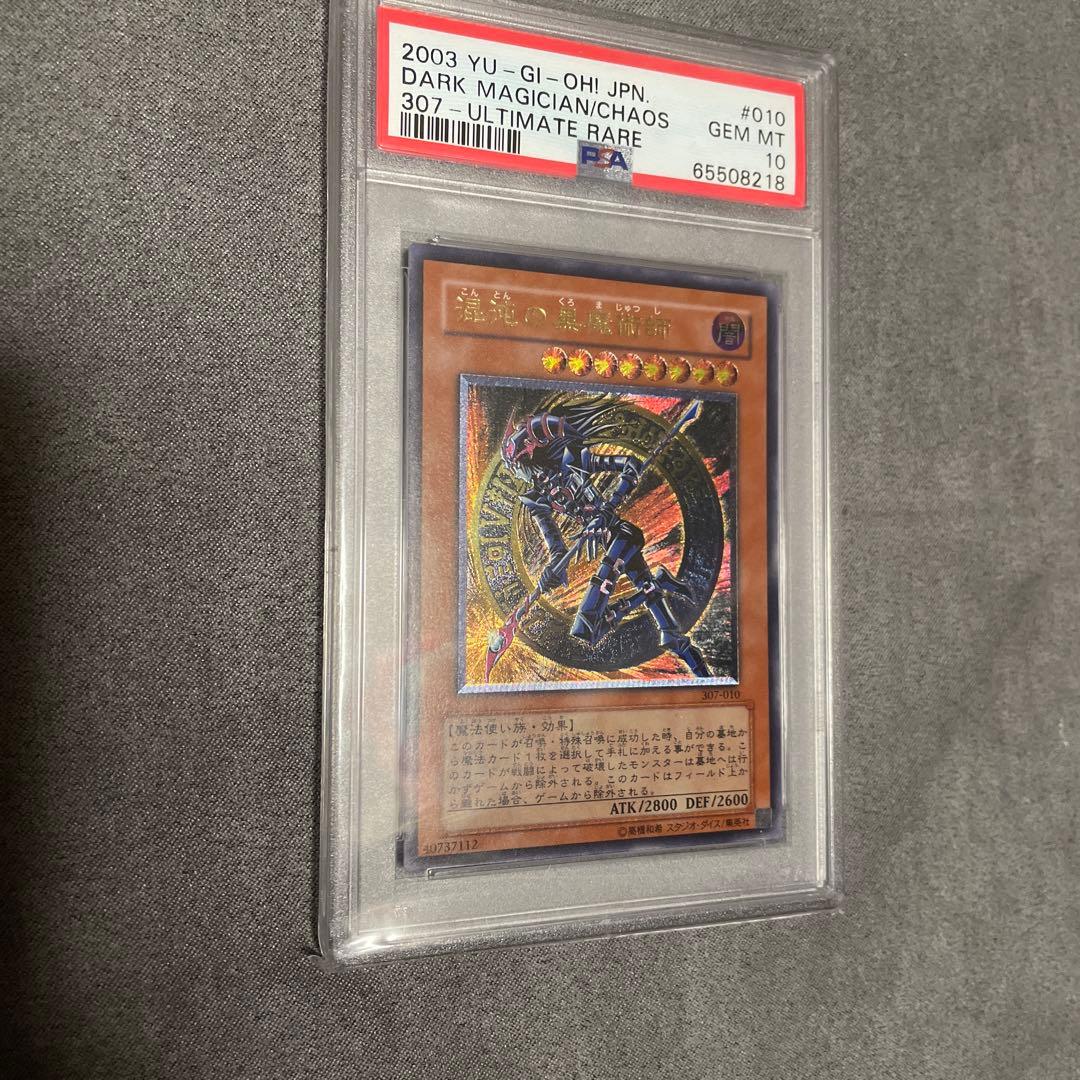 2003 YU-GI-OH! JPN. #010
DARK MAGICIAN/CHAOS GEM MT
307-ULTIMATE RARE 10
PSA 65508218
こんとん くろまじゅつし
混沌の黒魔術師
闇
307-010
【魔法使い族・効果】
このカードが召喚・特殊召喚に成功した時、自分の墓地か
ら魔法カード1枚を選択して手札に加える事ができる。こ
のカードが戦闘によって破壊したモンスターは墓地へは行
かずゲームから除外される。このカードはフィールド上か
ら離れた場合、ゲームから除外される。
ATK/2800 DEF/2600
40737112 ©高橋和希 スタジオ・ダイス/集英社